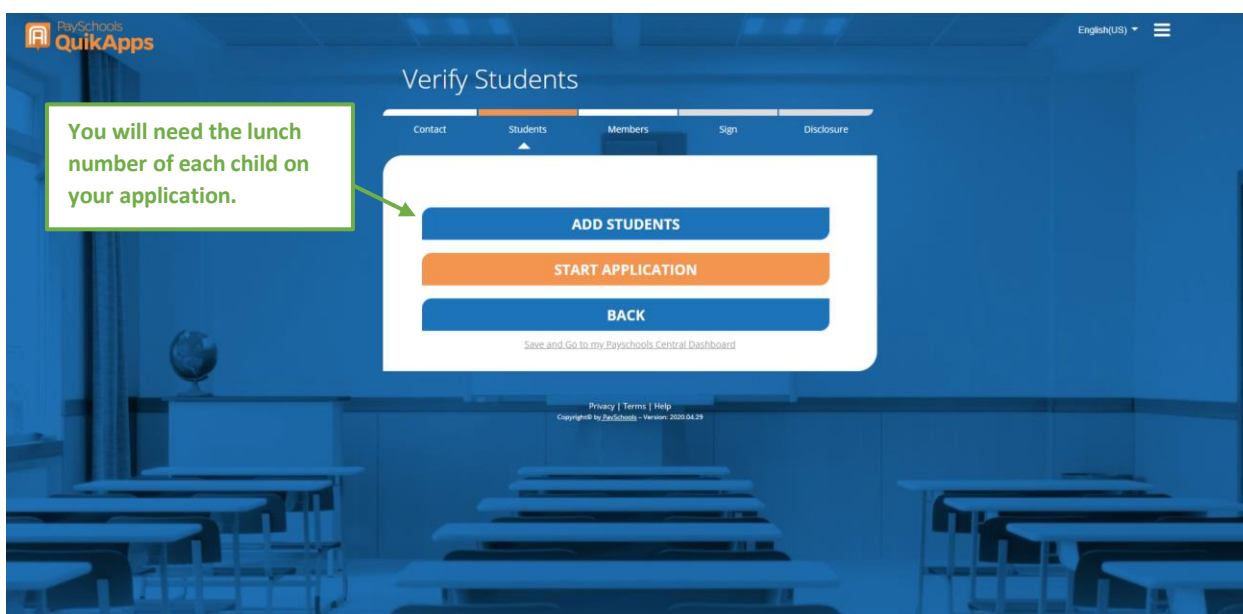 PaySchools
QuikApps
English(US)
Verify Students
You will need the lunch
number of each child on
your application.
Contact Students Members Sign Disclosure
ADD STUDENTS
START APPLICATION
BACK
Save and Go to my Payschools Central Dashboard
Privacy | Terms | Help
Copyright© by PaySchools – Version: 2020.04.29